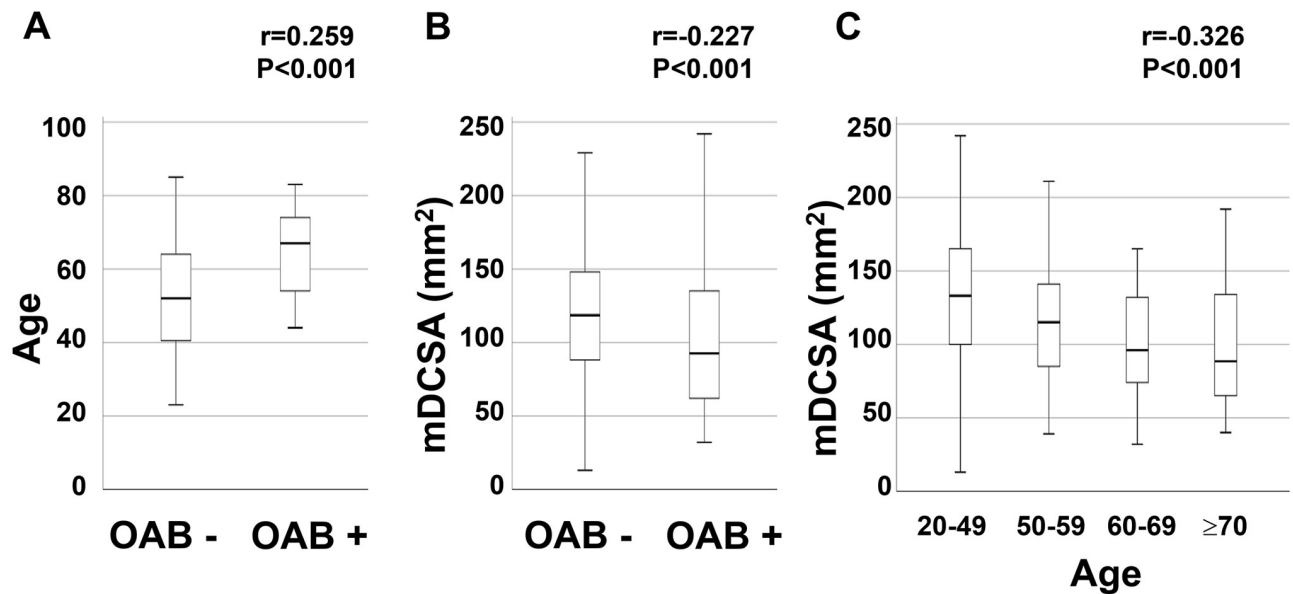 A
r=0.259
P<0.001
Age
100
80
60
40
20
0
OAB -
OAB +
B
r=-0.227
P<0.001
mDCSA (mm²)
250
200
150
100
50
0
OAB -
OAB +
C
r=-0.326
P<0.001
mDCSA (mm²)
250
200
150
100
50
0
20-49
50-59
60-69
≥70
Age